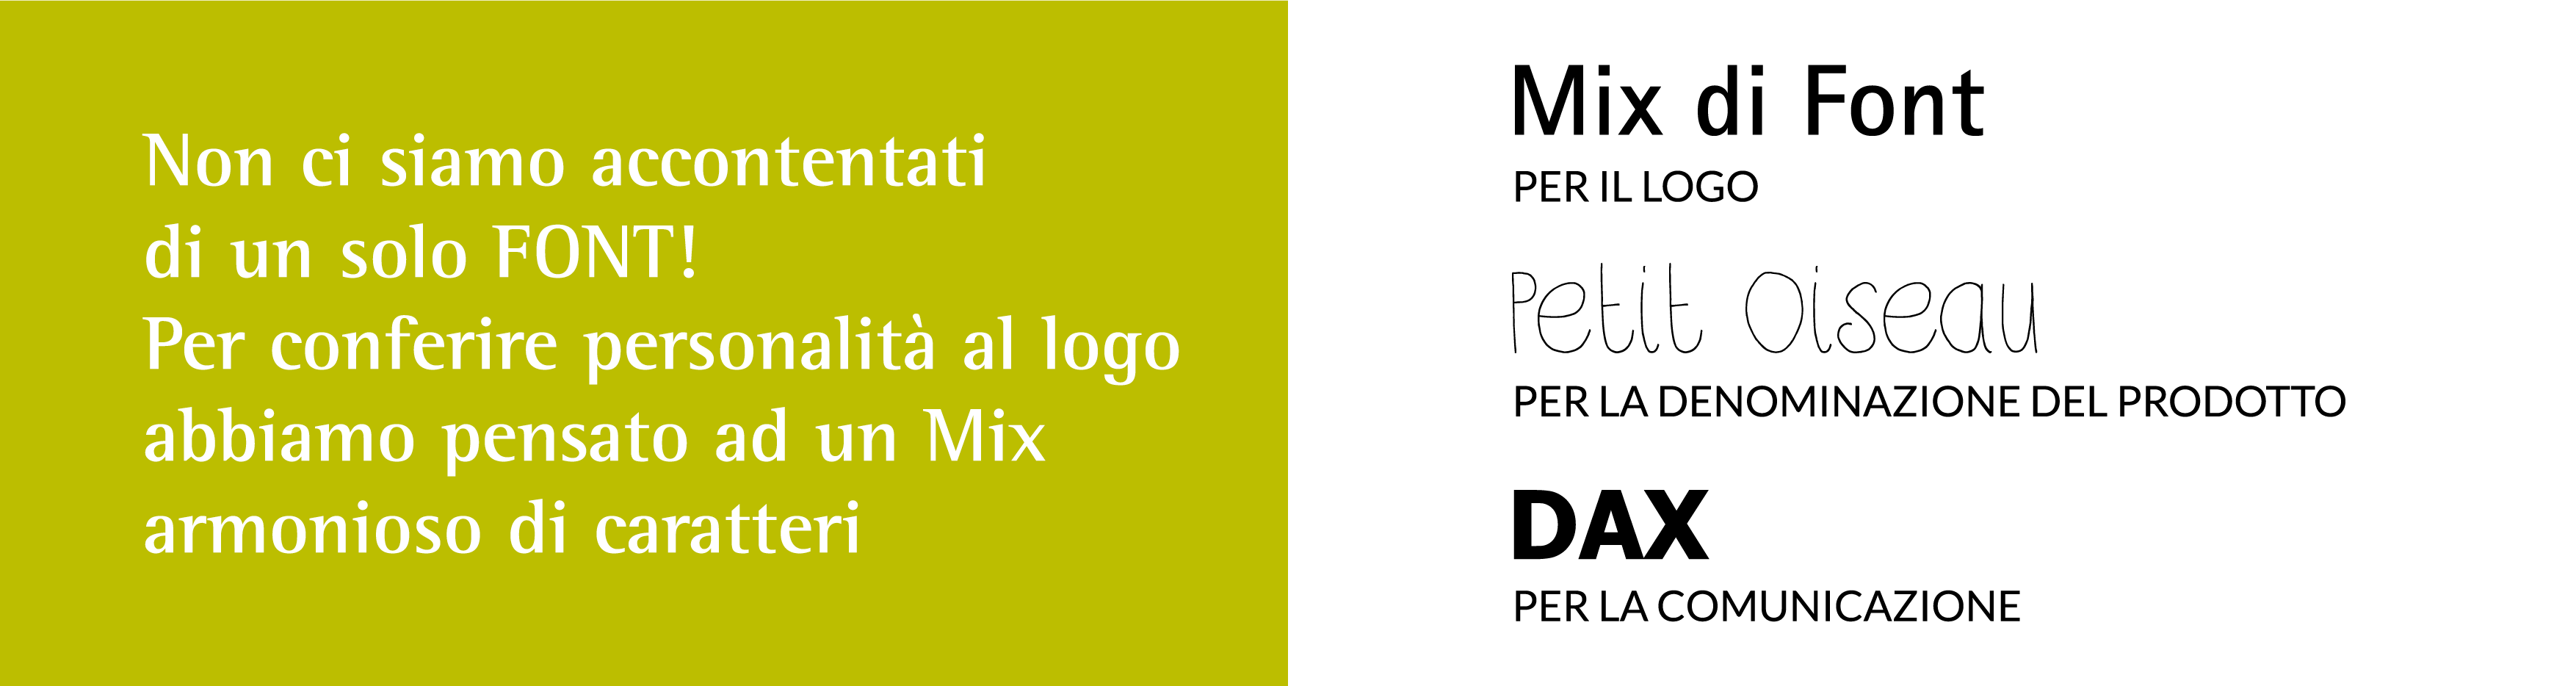 Non ci siamo accontentati
di un solo FONT!
Per conferire personalità al logo
abbiamo pensato ad un Mix
armonioso di caratteri
Mix di Font
PER IL LOGO
Petit Oiseau
PER LA DENOMINAZIONE DEL PRODOTTO
DAX
PER LA COMUNICAZIONE